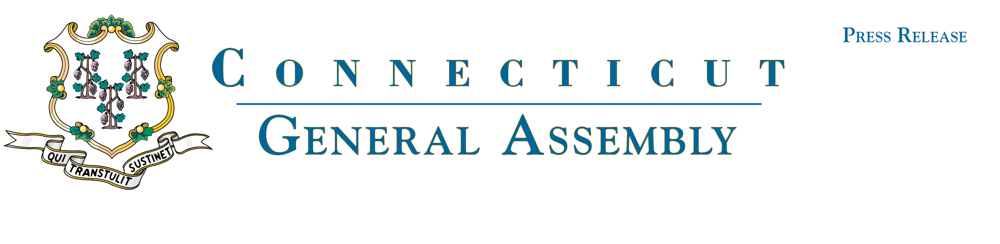 Press Release
Connecticut
General Assembly
QUI
TRANSTULIT
SUSTINET